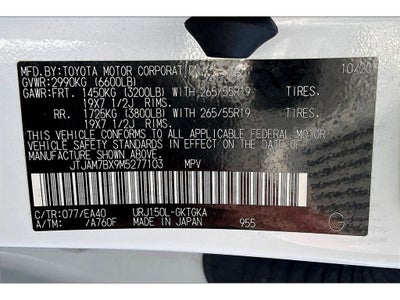 MFD.BY:TOYOTA MOTOR CORPORATION 10/20
GVWR:2990KG (6600LB)
GAWR:FRT. 1450KG (3200LB) WITH 265/55R19 TIRES.
19X7 1/2J RIMS.
RR. 1725KG (3800LB) WITH 265/55R19 TIRES.
19X7 1/2J RIMS.
THIS VEHICLE CONFORMS TO ALL APPLICABLE FEDERAL MOTOR
VEHICLE SAFETY STANDARDS IN EFFECT ON THE DATE OF
MANUFACTURE SHOWN ABOVE.
JTJAM7BX9M5277103 MPV
C/TR:077/EA40 URJ150L-GKTGKA
A/TM: /A760F MADE IN JAPAN 955 G